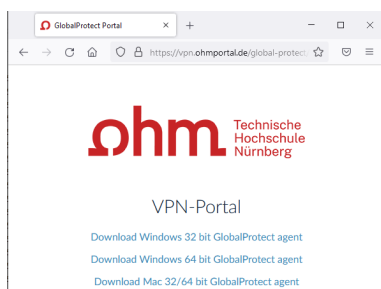 GlobalProtect Portal
https://vpn.ohmportal.de/global-protect
ohm
Technische
Hochschule
Nürnberg
VPN-Portal
Download Windows 32 bit GlobalProtect agent
Download Windows 64 bit GlobalProtect agent
Download Mac 32/64 bit GlobalProtect agent